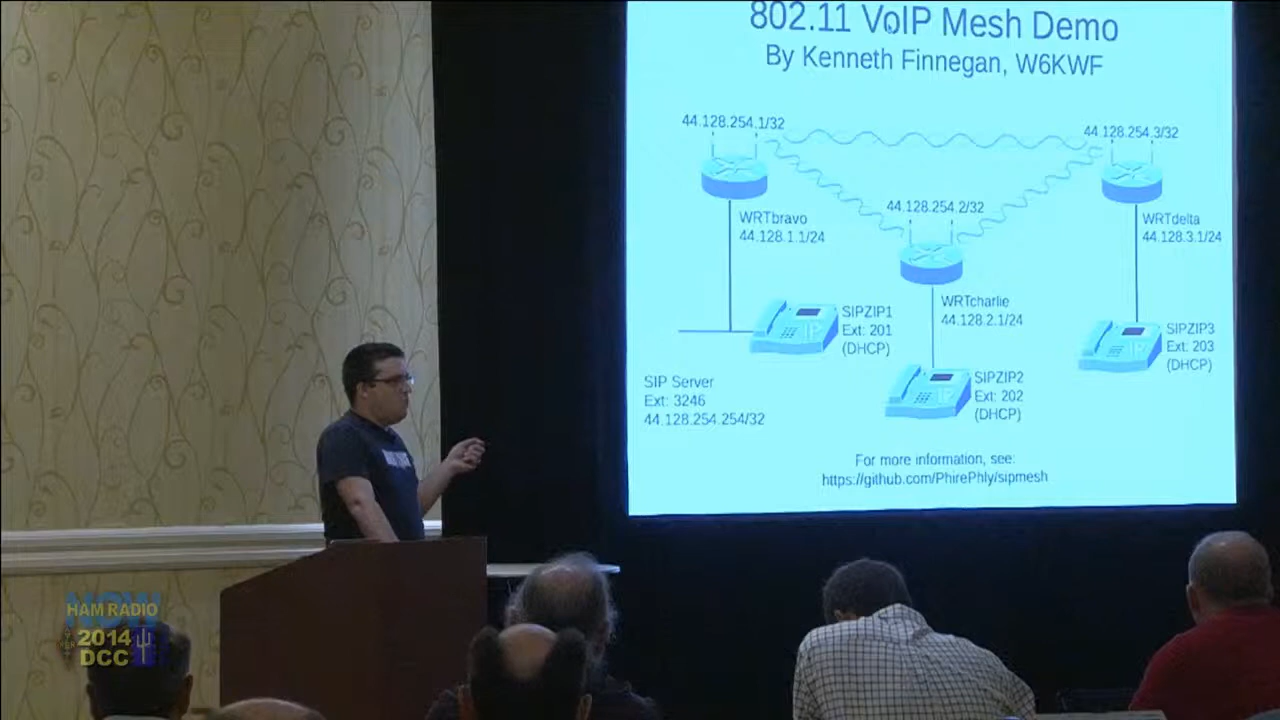 802.11 VoIP Mesh Demo
By Kenneth Finnegan, W6KWF
44.128.254.1/32
44.128.254.3/32
44.128.254.2/32
WRTbravo
44.128.1.1/24
WRTdelta
44.128.3.1/24
WRTcharlie
44.128.2.1/24
SIPZIP1
Ext: 201
(DHCP)
SIPZIP3
Ext: 203
(DHCP)
SIPZIP2
Ext: 202
(DHCP)
SIP Server
Ext: 3246
44.128.254.254/32
For more information, see:
https://github.com/PhirePhly/sipmesh
IP
IP
IP
NOW
HAM RADIO
2014
DCC